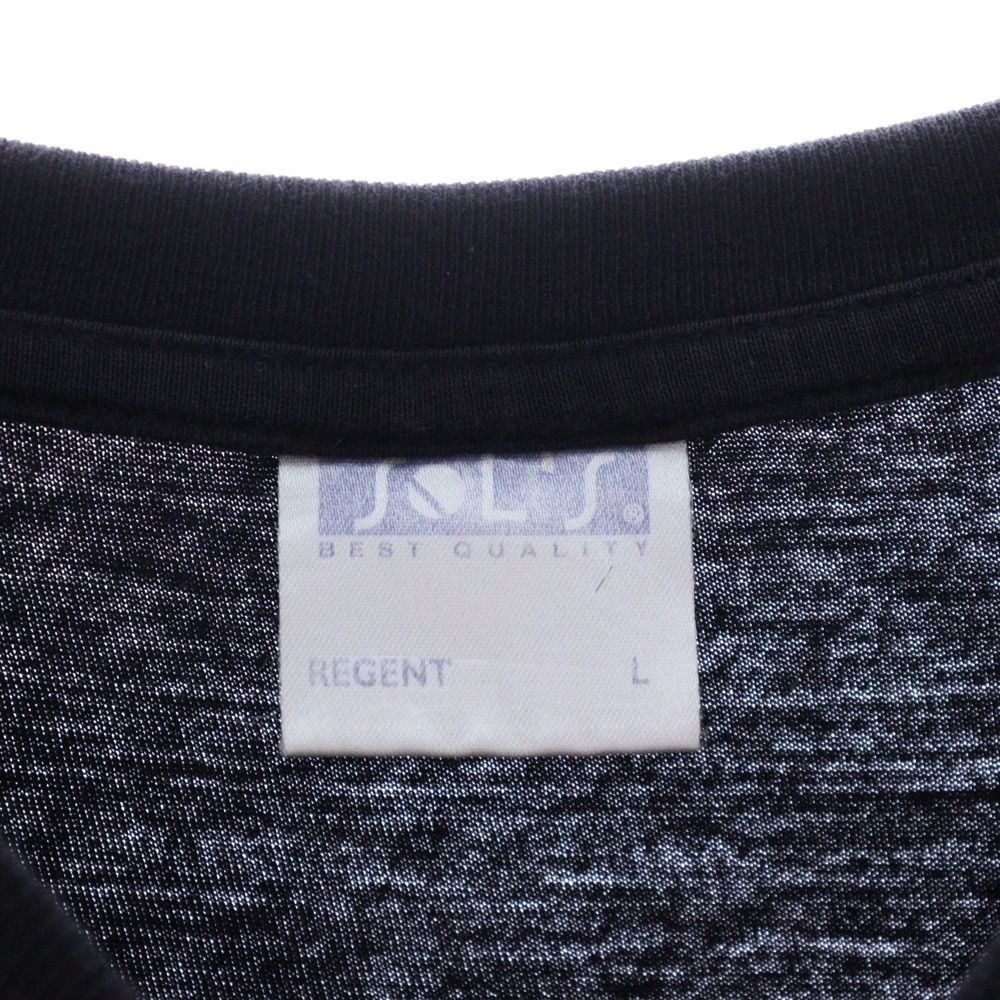 SOL'S®
BEST QUALITY
REGENT L